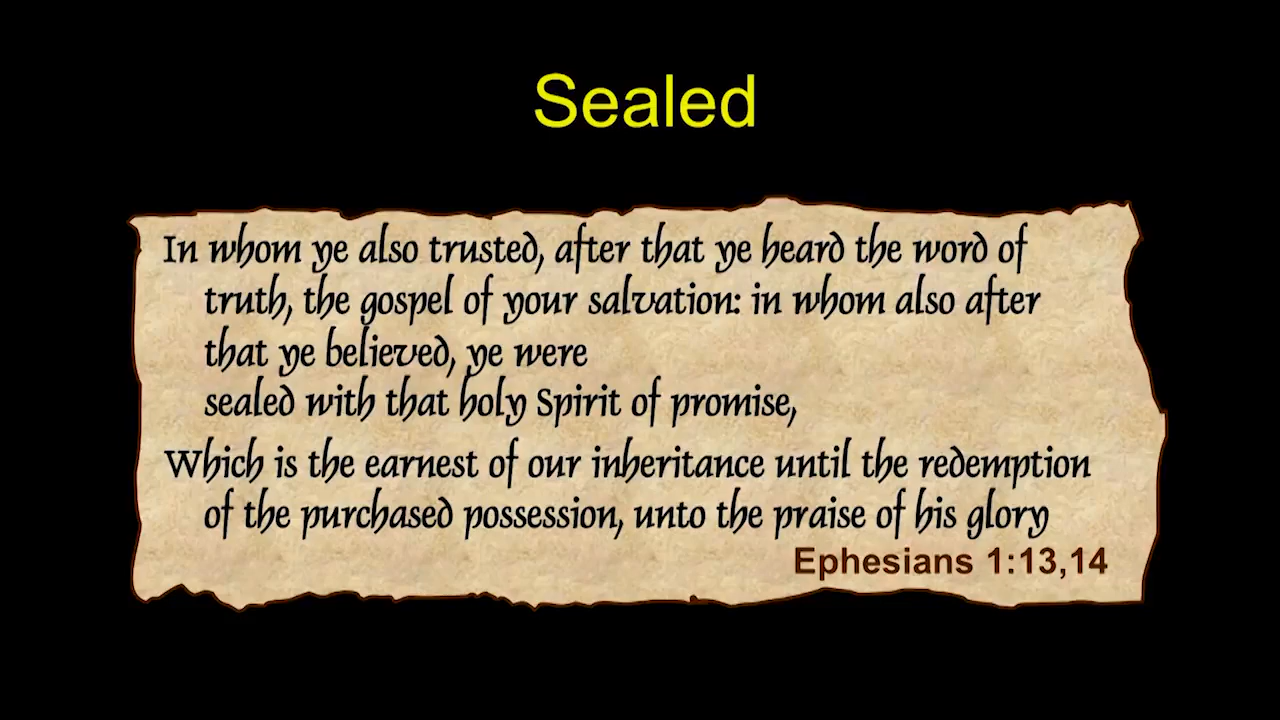 Sealed
In whom ye also trusted, after that ye heard the word of
truth, the gospel of your salvation: in whom also after
that ye believed, ye were
sealed with that holy Spirit of promise,
Which is the earnest of our inheritance until the redemption
of the purchased possession, unto the praise of his glory
Ephesians 1:13,14